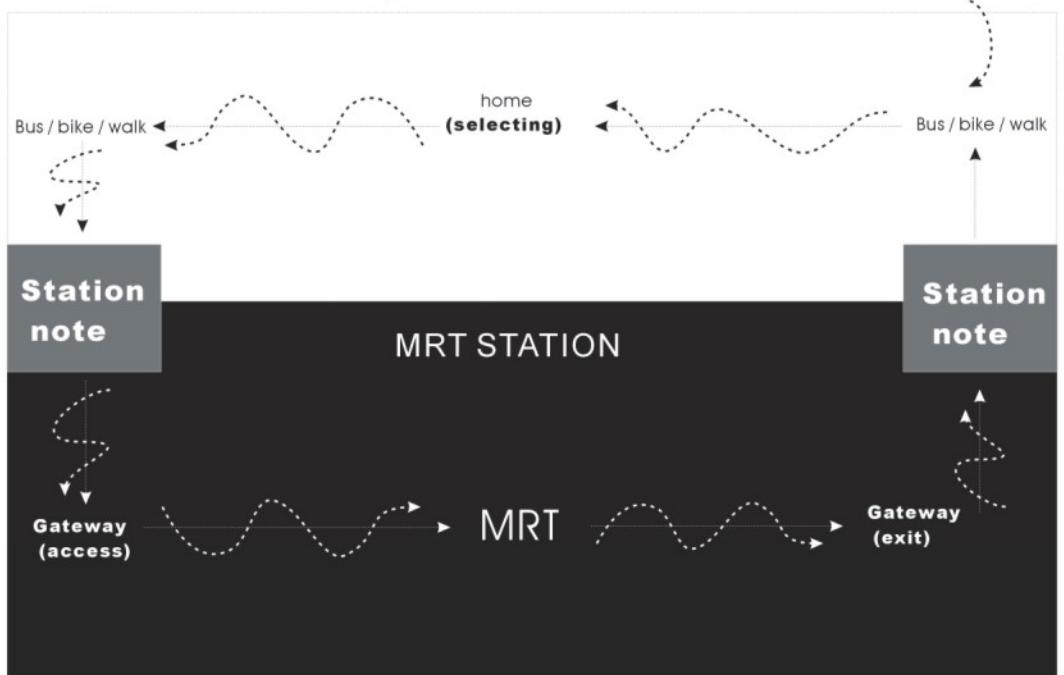 home
Bus / bike / walk
(selecting)
Bus / bike / walk
Station
note
Station
note
MRT STATION
Gateway
(access)
MRT
Gateway
(exit)